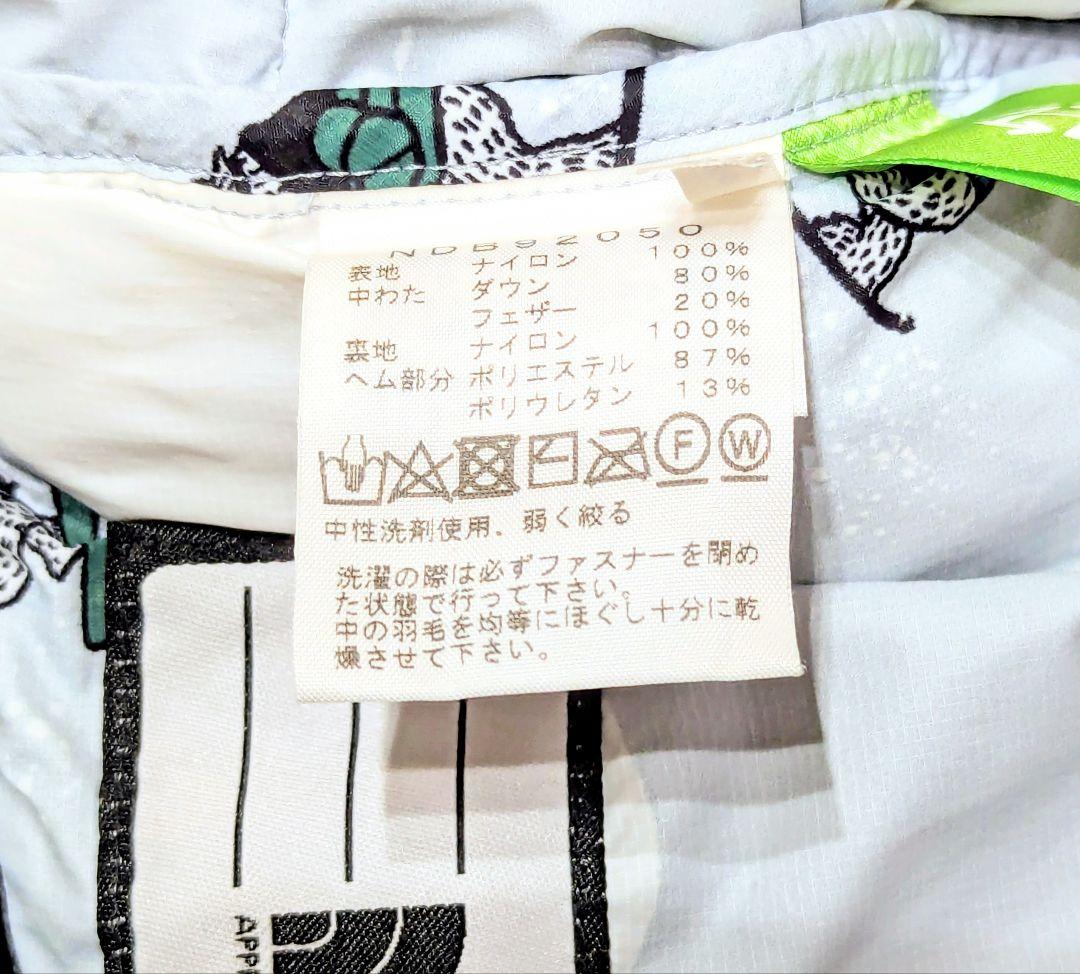 NDB92050
表地 ナイロン 100%
中わた ダウン 80%
フェザー 20%
裏地 ナイロン 100%
ヘム部分 ポリエステル 87%
ポリウレタン 13%
F W
中性洗剤使用、弱く絞る
洗濯の際は必ずファスナーを閉め
た状態で行って下さい。
中の羽毛を均等にほぐし十分に乾
燥させて下さい。